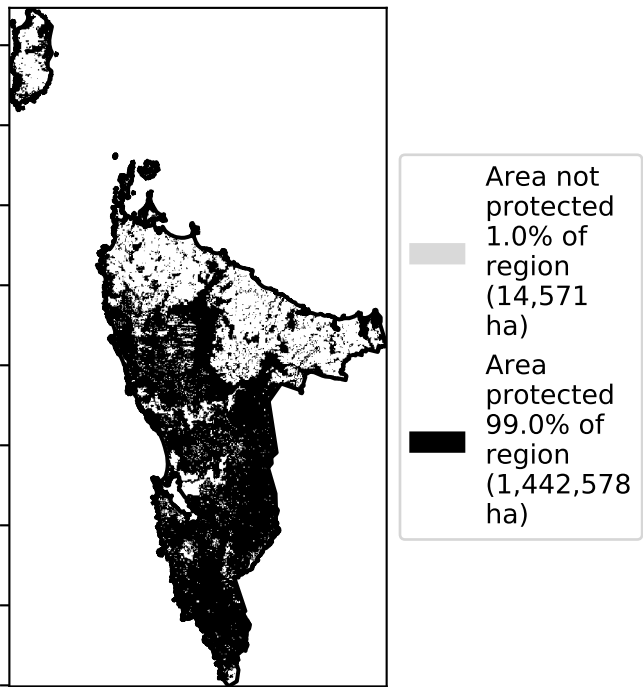 Area not
protected
1.0% of
region
(14,571
ha)
Area
protected
99.0% of
region
(1,442,578
ha)